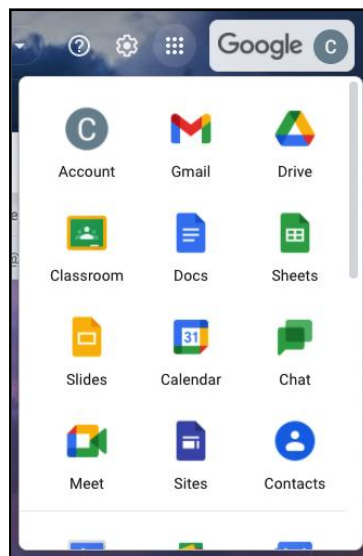 Google C
C
Account Gmail Drive
Classroom Docs Sheets
31
Slides Calendar Chat
Meet Sites Contacts